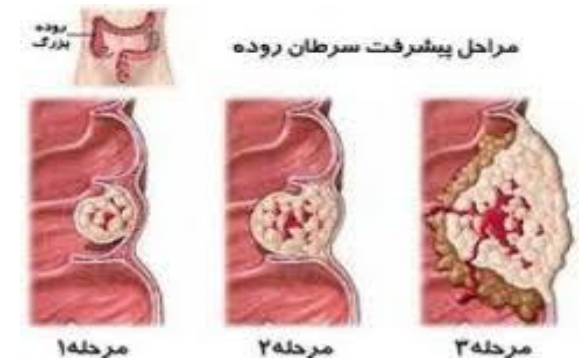 مراحل پیشرفت سرطان روده
روده
بزرگ
مرحله۱
مرحله۲
مرحله۳